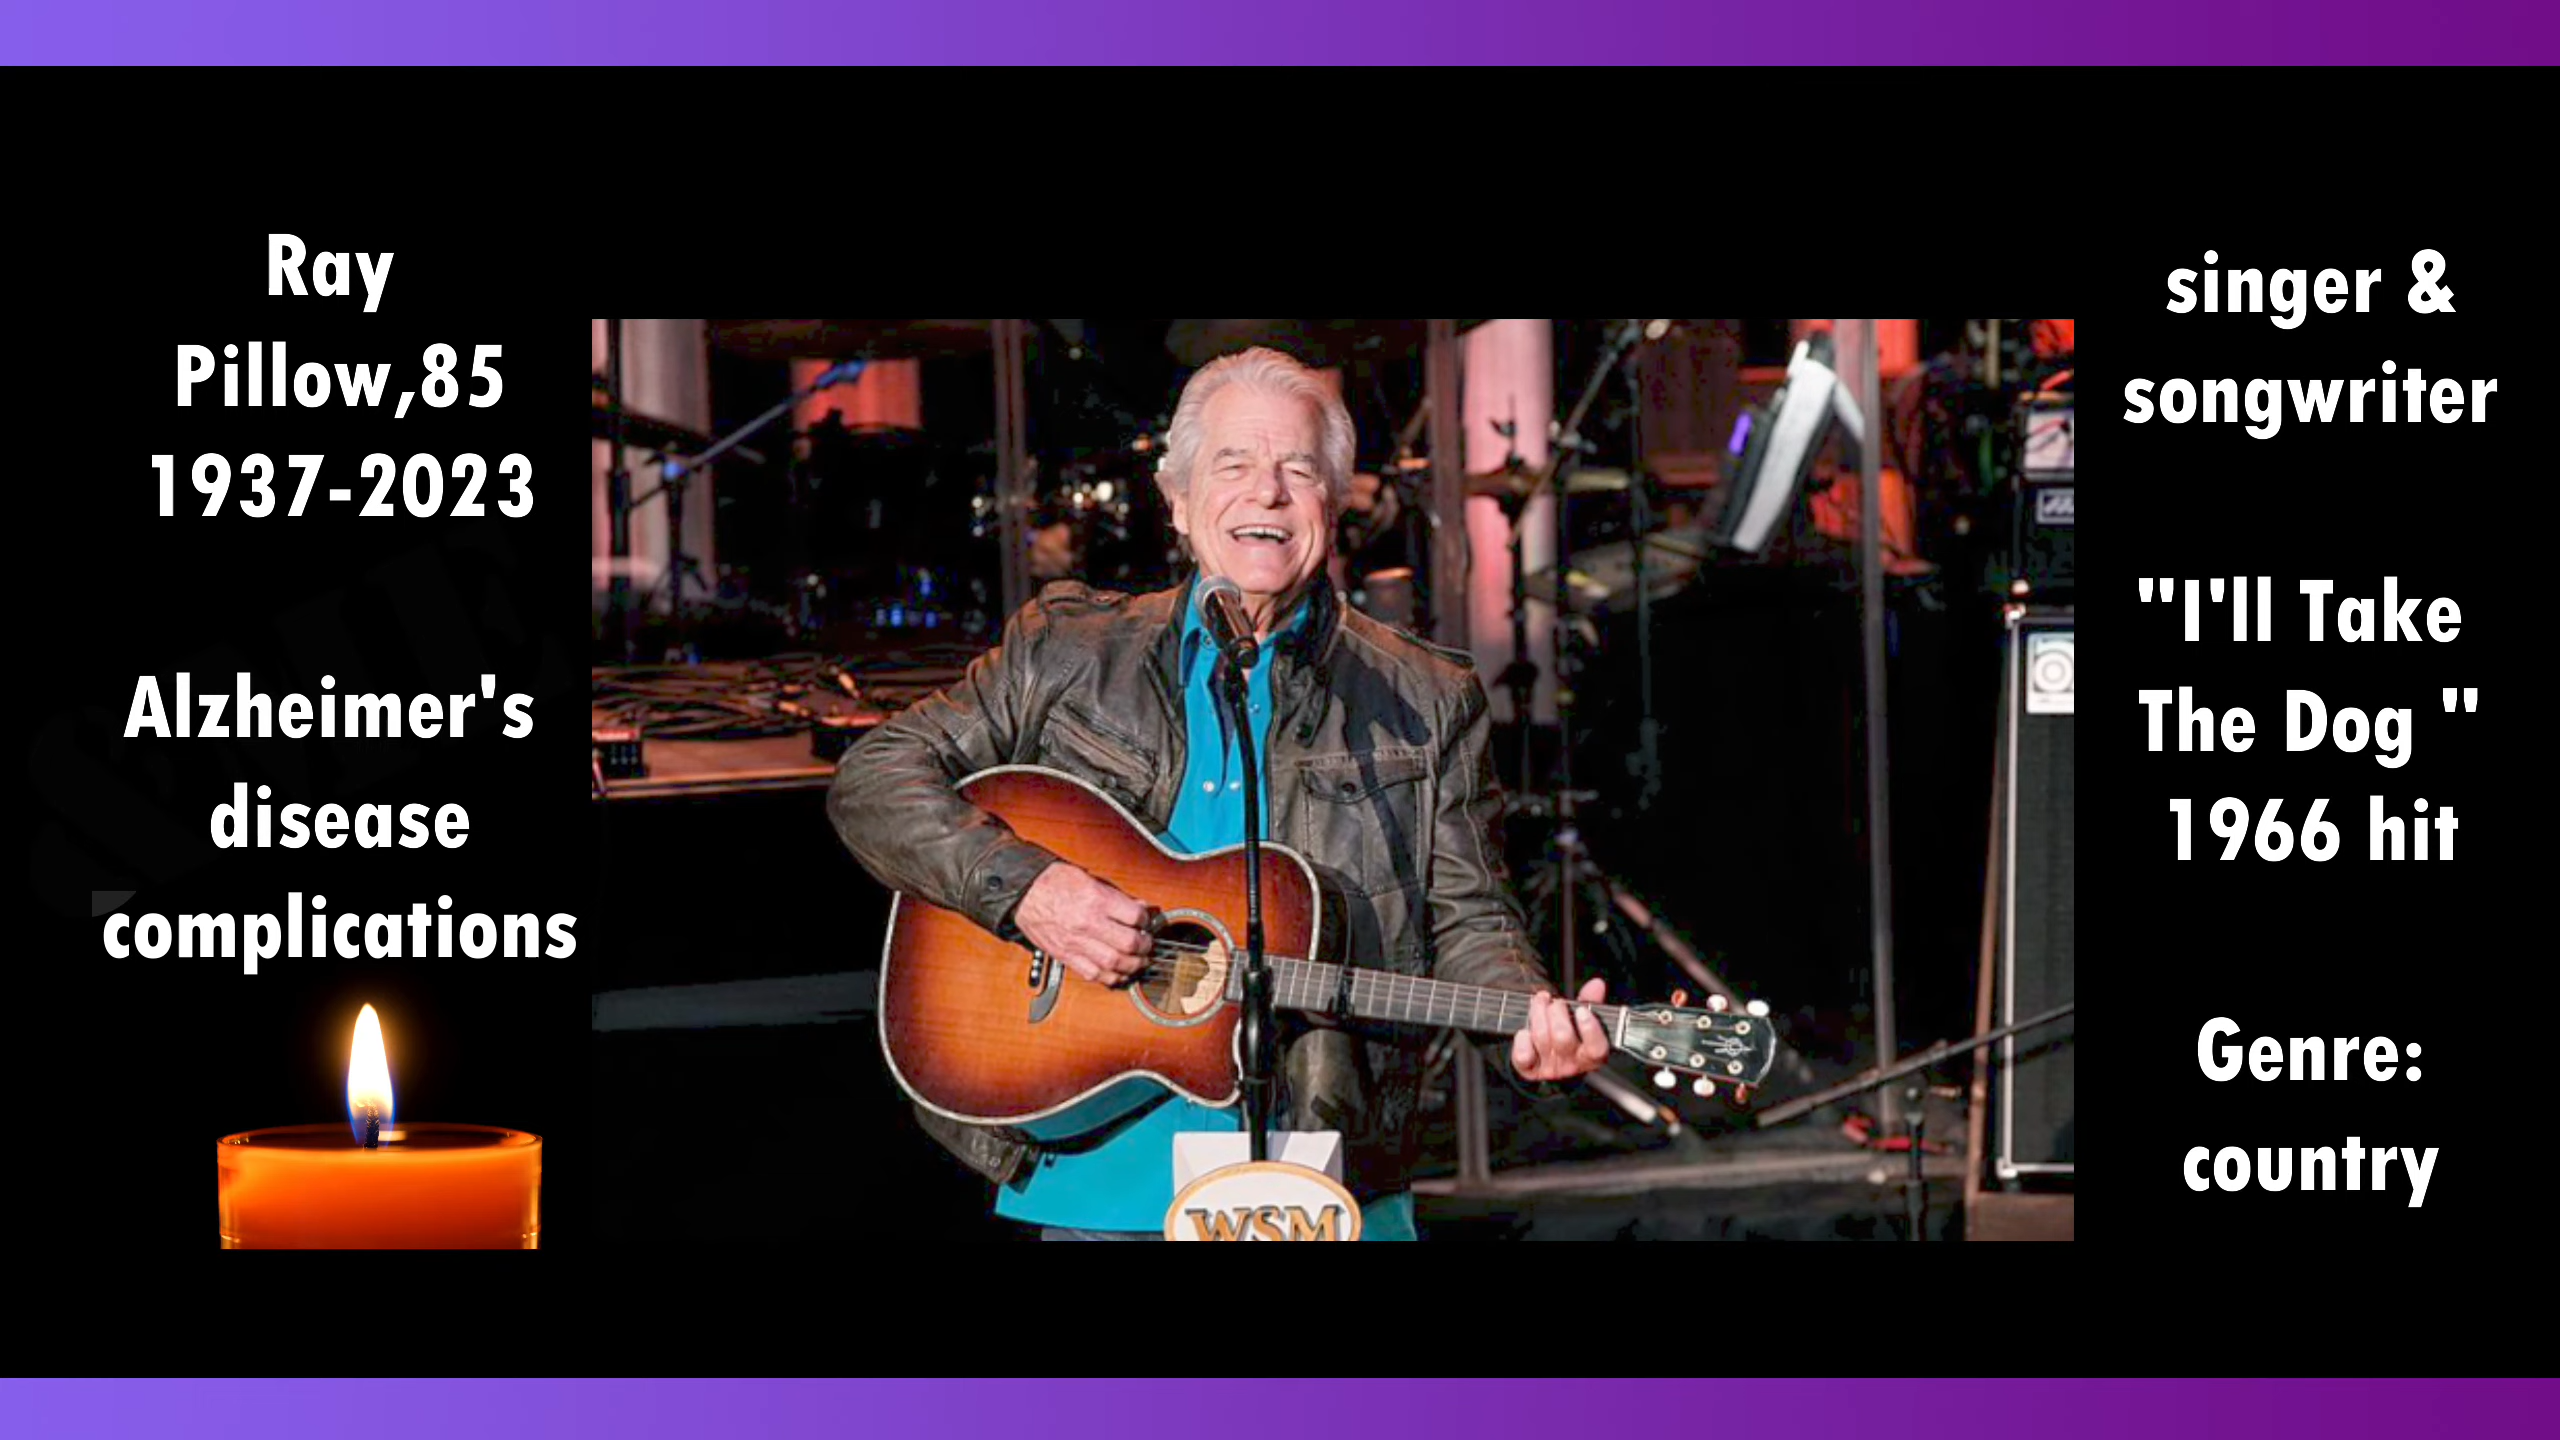 Ray
Pillow,85
1937-2023
Alzheimer's
disease
complications
singer &
songwriter
"I'll Take
The Dog "
1966 hit
Genre:
country
WSM